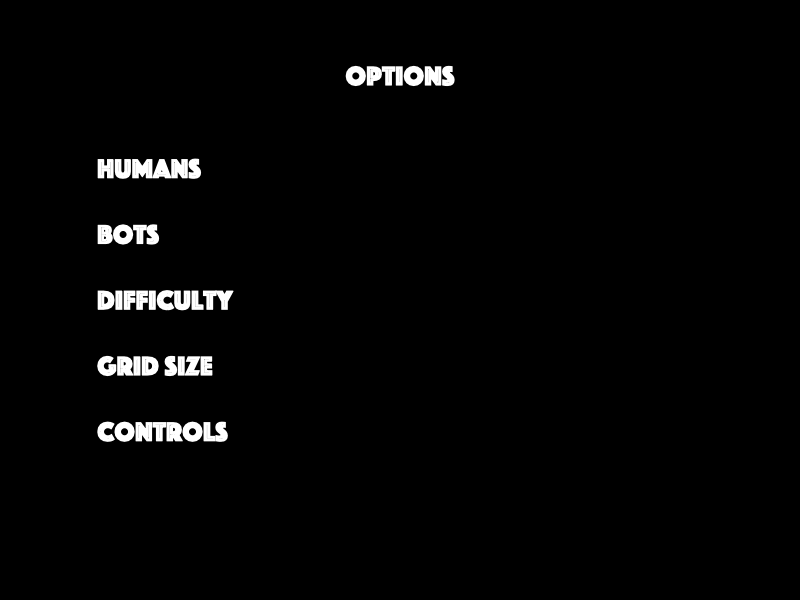 OPTIONS
HUMANS
BOTS
DIFFICULTY
GRID SIZE
CONTROLS